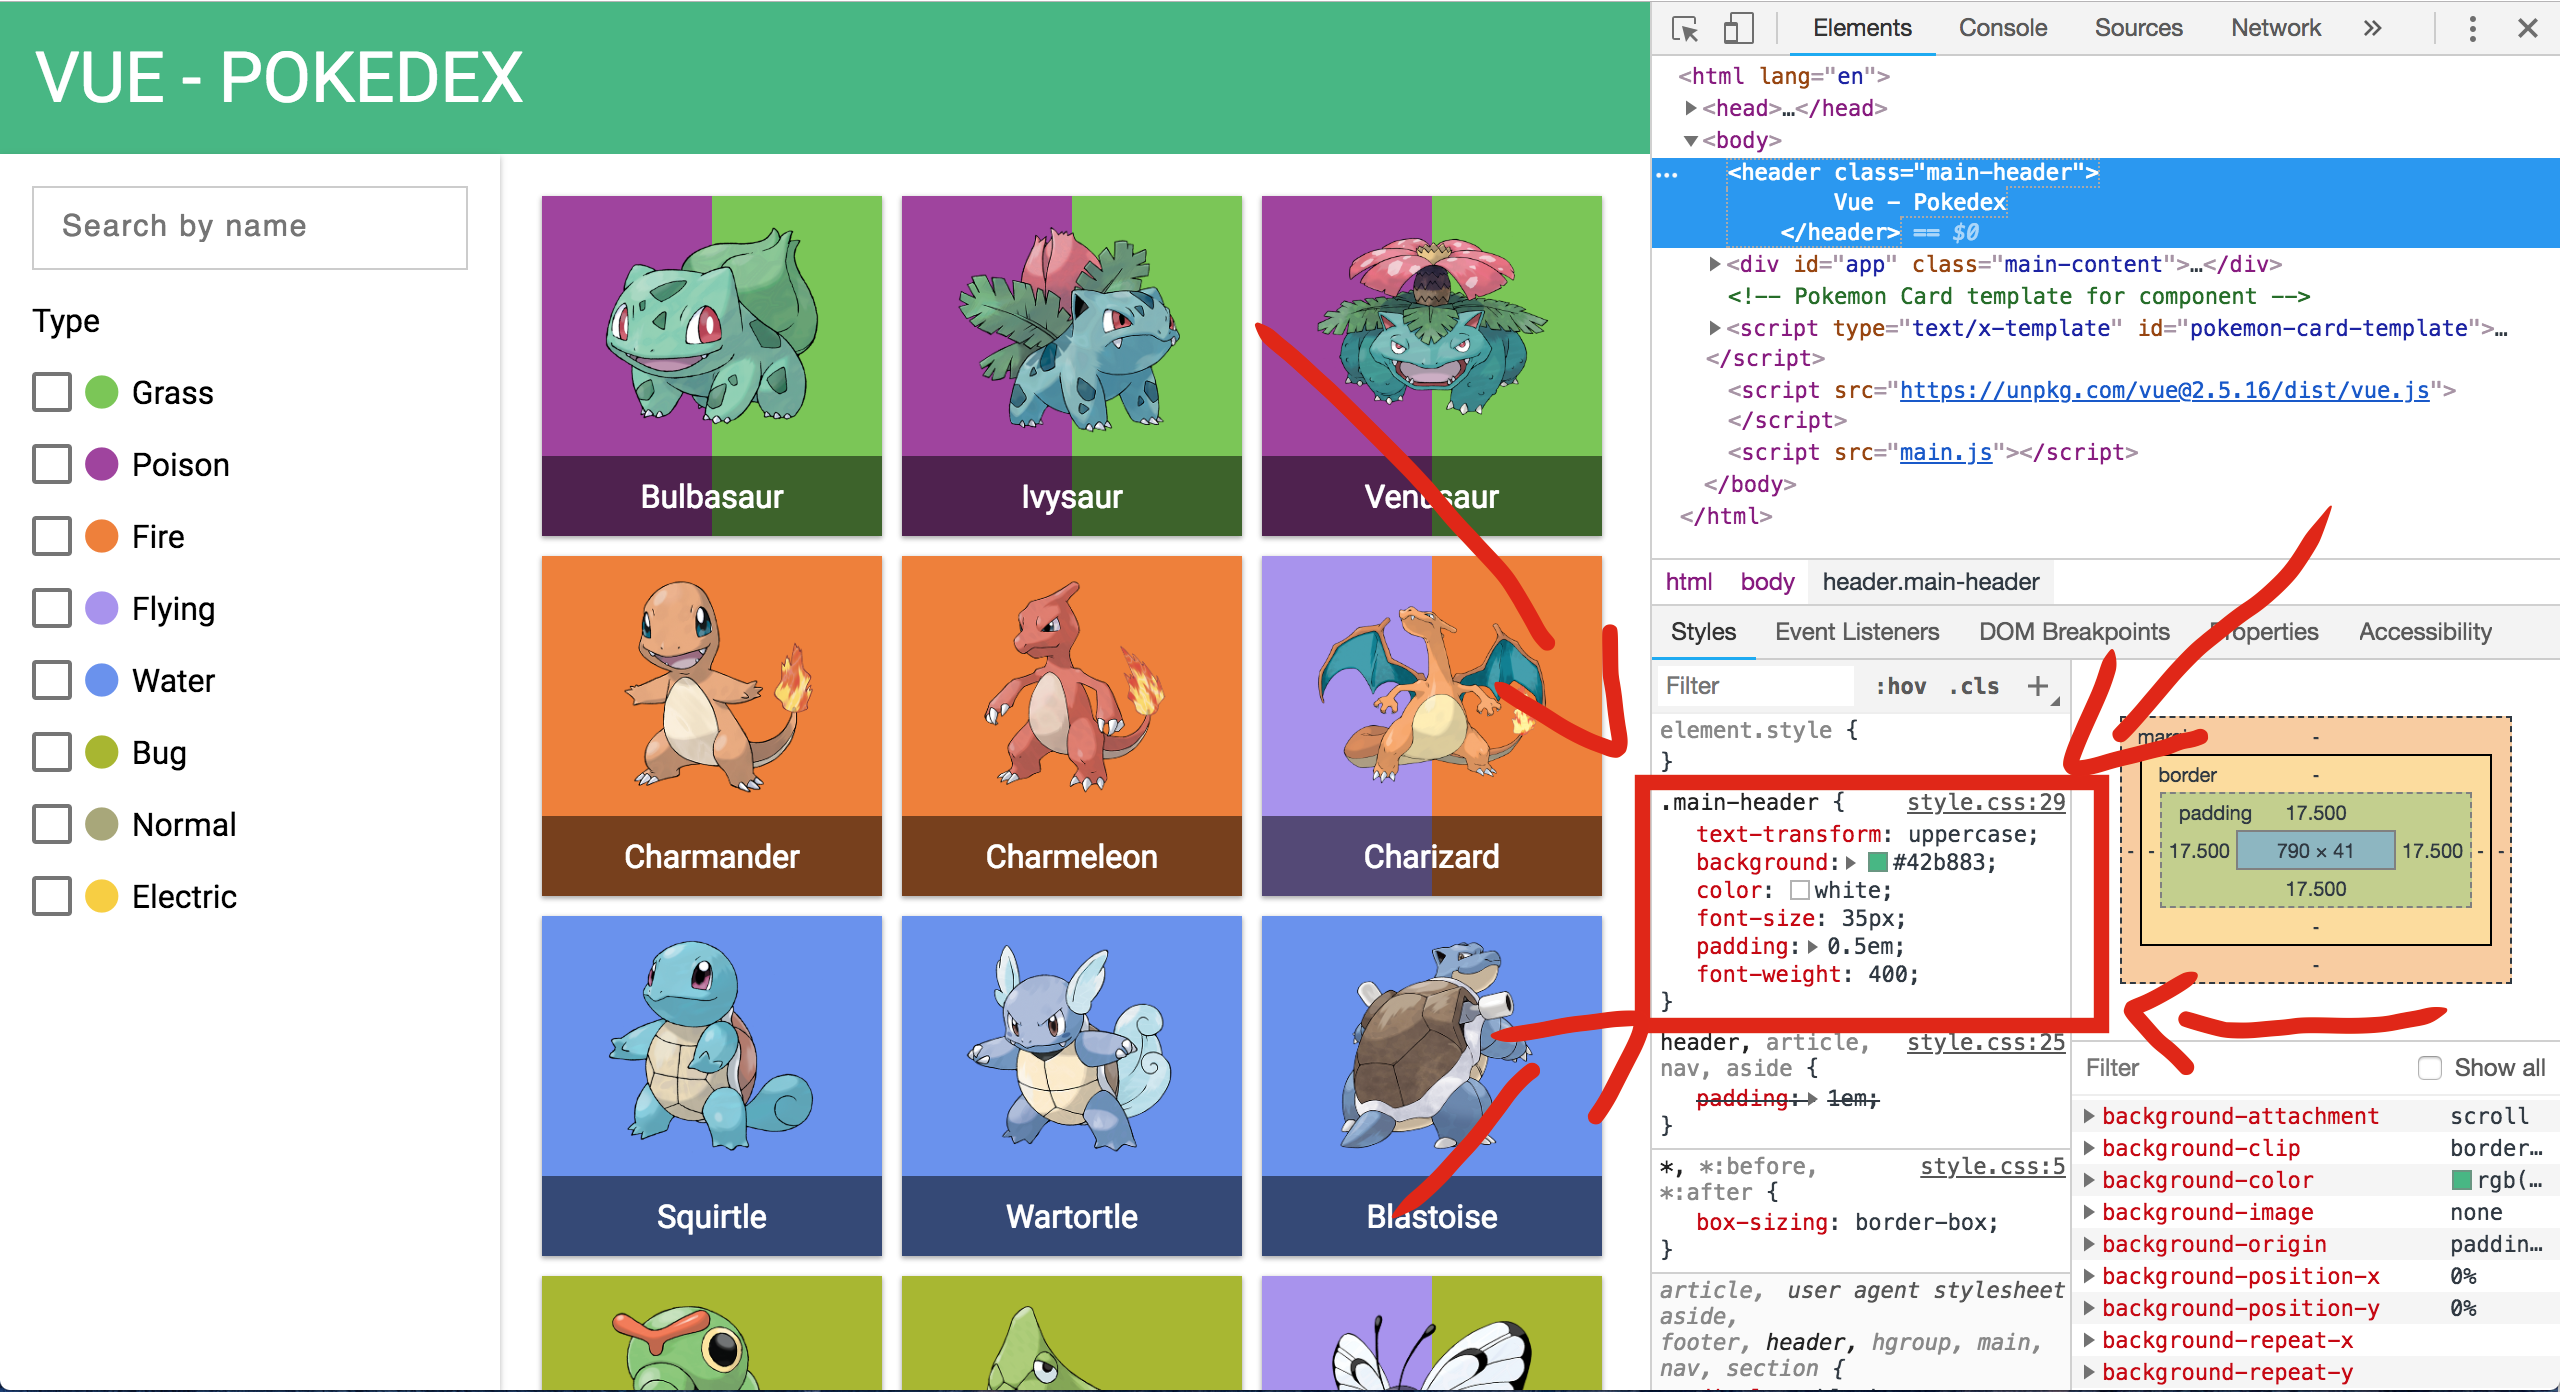 VUE - POKEDEX
Search by name
Type
Grass
Poison
Fire
Flying
Water
Bug
Normal
Electric
Bulbasaur
Ivysaur
Venusaur
Charmander
Charmeleon
Charizard
Squirtle
Wartortle
Blastoise
Elements Console Sources Network »
<html lang="en">
<head>…</head>
<body>
<header class="main-header">
Vue - Pokedex
</header> == $0
<div id="app" class="main-content">…</div>
<!-- Pokemon Card template for component -->
<script type="text/x-template" id="pokemon-card-template">…
</script>
<script src="https://unpkg.com/vue@2.5.16/dist/vue.js">
</script>
<script src="main.js"></script>
</body>
</html>
html body header.main-header
Styles Event Listeners DOM Breakpoints Properties Accessibility
Filter :hov .cls +
element.style {
}
.main-header { style.css:29
text-transform: uppercase;
background: #42b883;
color: white;
font-size: 35px;
padding: 0.5em;
font-weight: 400;
}
header, article, style.css:25
nav, aside {
padding: 1em;
}
*, *:before, style.css:5
*:after {
box-sizing: border-box;
}
article, user agent stylesheet
aside,
footer, header, hgroup, main,
nav, section {
margin -
border -
padding 17.500
- - 17.500 790 × 41 17.500 - -
17.500
-
-
Filter Show all
background-attachment scroll
background-clip border…
background-color rgb(…
background-image none
background-origin paddin…
background-position-x 0%
background-position-y 0%
background-repeat-x
background-repeat-y